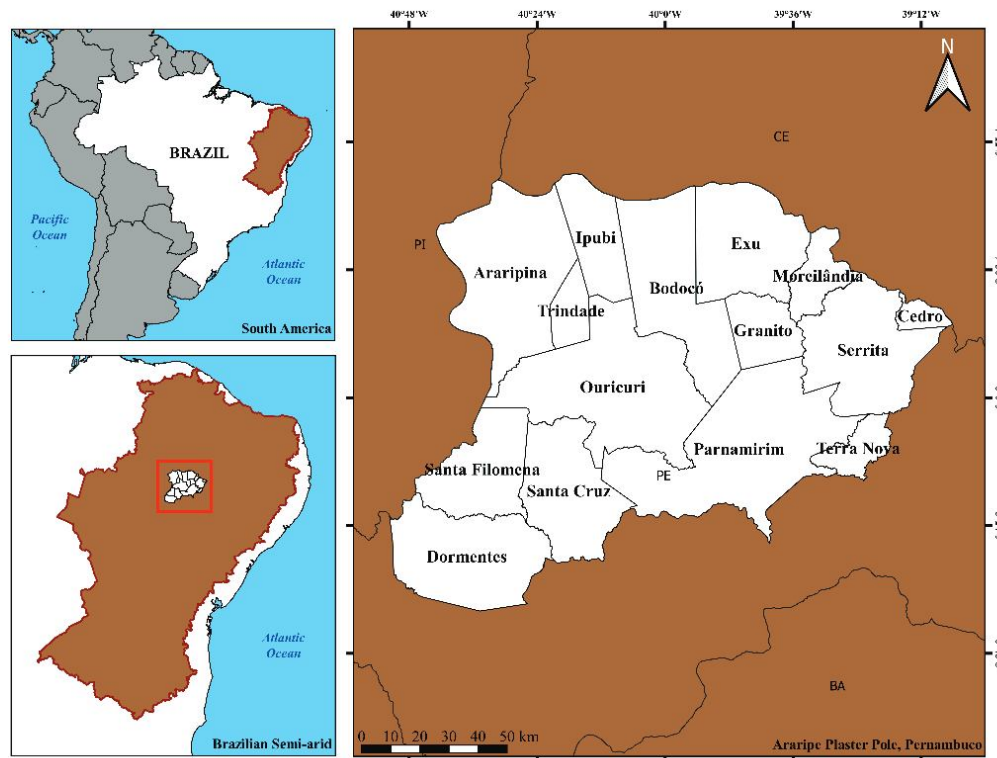 BRAZIL
Pacific
Ocean
Atlantic
Ocean
South America
Atlantic
Ocean
Brazilian Semi-arid
40°48'W
40°24'W
40°0'W
39°36'W
39°12'W
N
CE
PI
Ipubi
Exu
Araripina
Morcilândia
Bodocó
Trindade
Cedro
Granito
Serrita
Ouricuri
Parnamirim
Terra Nova
Santa Filomena
PE
Santa Cruz
Dormentes
BA
0 10 20 30 40 50 km
Araripe Plaster Pole, Pernambuco